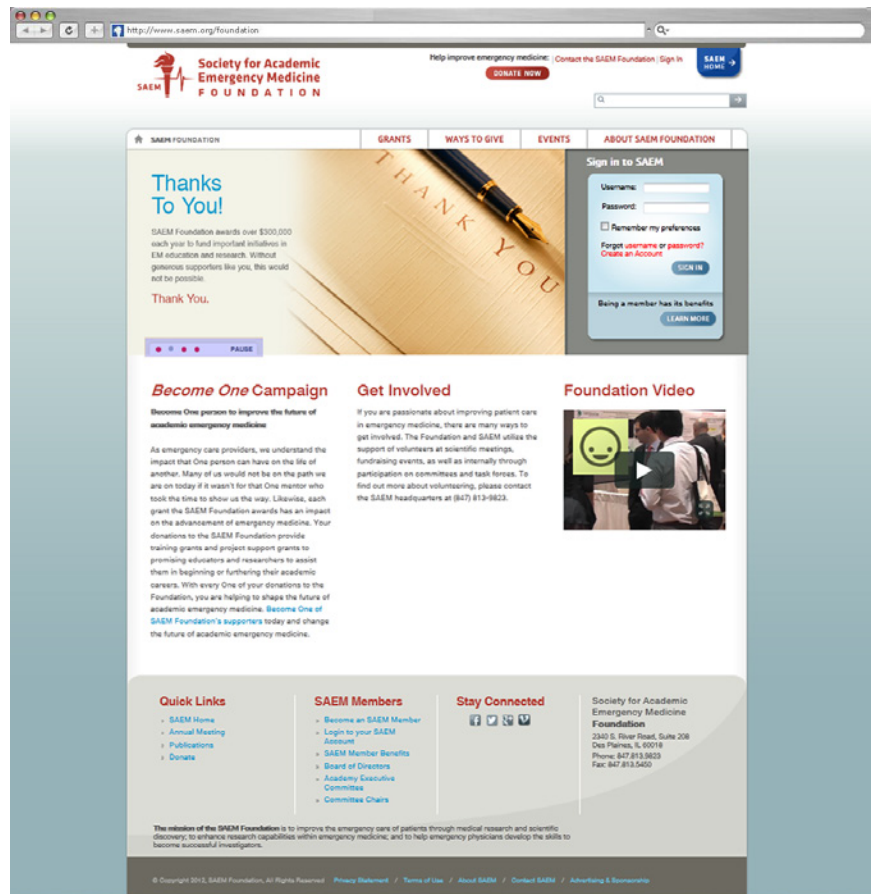 http://www.saem.org/foundation
SAEM
Society for Academic
Emergency Medicine
FOUNDATION
Help improve emergency medicine: | Contact the SAEM Foundation | Sign In
DONATE NOW
SAEM
HOME
SAEM FOUNDATION
GRANTS
WAYS TO GIVE
EVENTS
ABOUT SAEM FOUNDATION
Thanks
To You!
SAEM Foundation awards over $300,000
each year to fund important initiatives in
EM education and research. Without
generous supporters like you, this would
not be possible.
Thank You.
PAUSE
THANK YOU
Sign in to SAEM
Username:
Password:
Remember my preferences
Forgot username or password?
Create an Account
SIGN IN
Being a member has its benefits
LEARN MORE
Become One Campaign
Become One person to improve the future of
academic emergency medicine
As emergency care providers, we understand the
impact that One person can have on the life of
another. Many of us would not be on the path we
are on today if it wasn't for that One mentor who
took the time to show us the way. Likewise, each
grant the SAEM Foundation awards has an impact
on the advancement of emergency medicine. Your
donations to the SAEM Foundation provide
training grants and project support grants to
promising educators and researchers to assist
them in beginning or furthering their academic
careers. With every One of your donations to the
Foundation, you are helping to shape the future of
academic emergency medicine. Become One of
SAEM Foundation's supporters today and change
the future of academic emergency medicine.
Get Involved
If you are passionate about improving patient care
in emergency medicine, there are many ways to
get involved. The Foundation and SAEM utilize the
support of volunteers at scientific meetings,
fundraising events, as well as internally through
participation on committees and task forces. To
find out more about volunteering, please contact
the SAEM headquarters at (847) 813-9823.
Foundation Video
Quick Links
SAEM Home
Annual Meeting
Publications
Donate
SAEM Members
Become an SAEM Member
Login to your SAEM
Account
SAEM Member Benefits
Board of Directors
Academy Executive
Committee
Committee Chairs
Stay Connected
Society for Academic
Emergency Medicine
Foundation
2340 S. River Road, Suite 208
Des Plaines, IL 60018
Phone: 847.813.9823
Fax: 847.813.5450
The mission of the SAEM Foundation is to improve the emergency care of patients through medical research and scientific
discovery; to enhance research capabilities within emergency medicine; and to help emergency physicians develop the skills to
become successful investigators.
© Copyright 2012, SAEM Foundation, All Rights Reserved Privacy Statement / Terms of Use / About SAEM / Contact SAEM / Advertising & Sponsorship